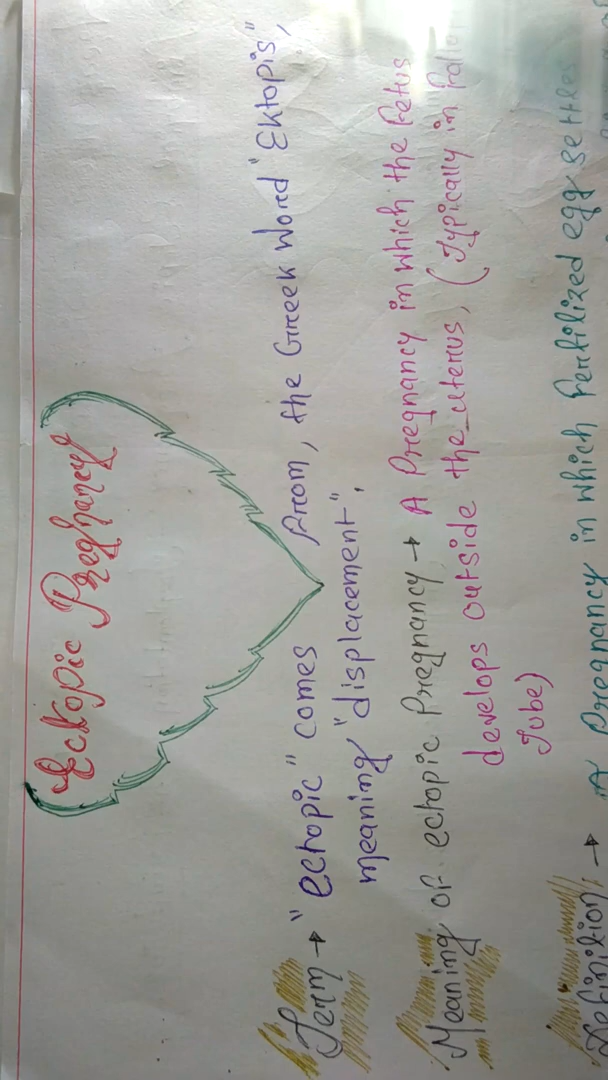 Eckopic Pregnancy
Term → "ectopic" comes from, the Greek word "Ektopis",
meaning "displacement".
Meaning of ectopic pregnancy → A Pregnancy in which the fetus
develops outside the uterus, (Typically in
Tube)
Definition → A Pregnancy in which fertilized egg settles